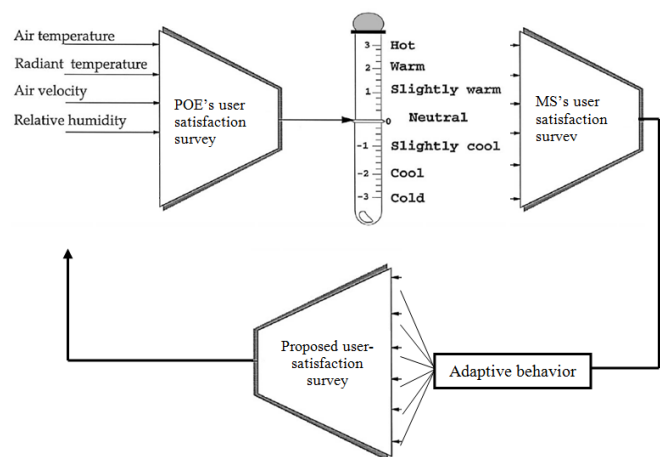 Air temperature
Radiant temperature
Air velocity
Relative humidity
POE's user
satisfaction
survey
3 Hot
2 Warm
1 Slightly warm
0 Neutral
-1 Slightly cool
-2 Cool
-3 Cold
MS's user
satisfaction
survev
Proposed user-
satisfaction
survey
Adaptive behavior